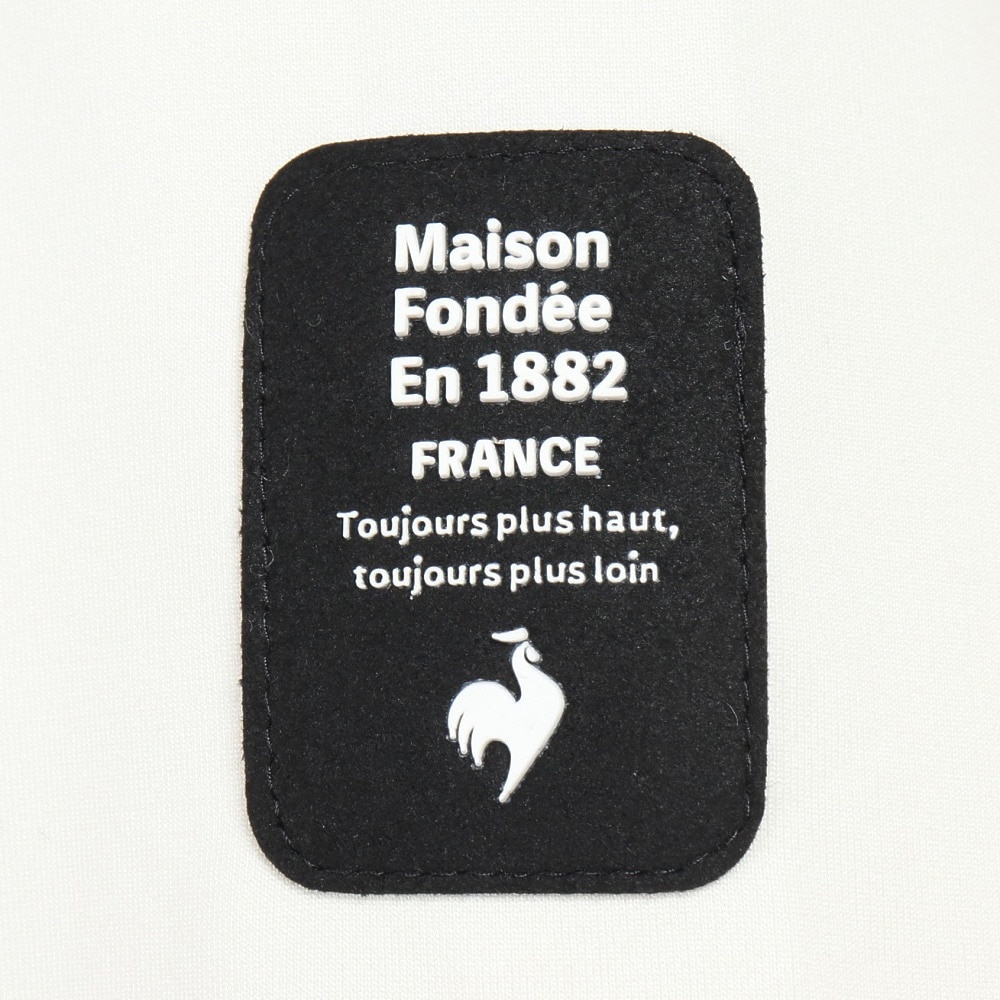 Maison
Fondée
En 1882
FRANCE
Toujours plus haut,
toujours plus loin